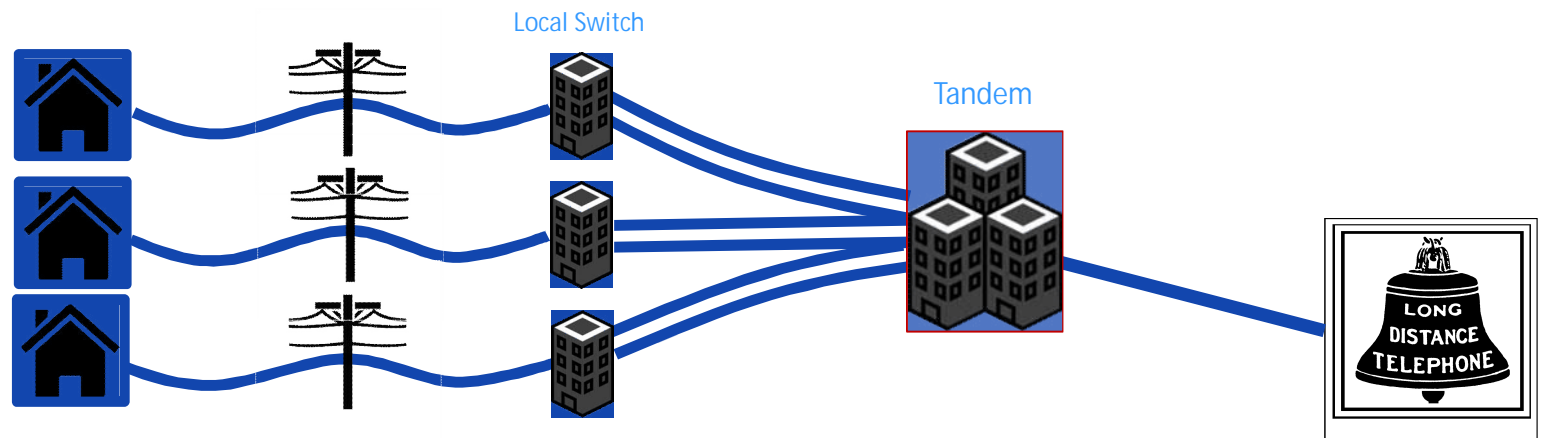 Local Switch
Tandem
LONG
DISTANCE
TELEPHONE